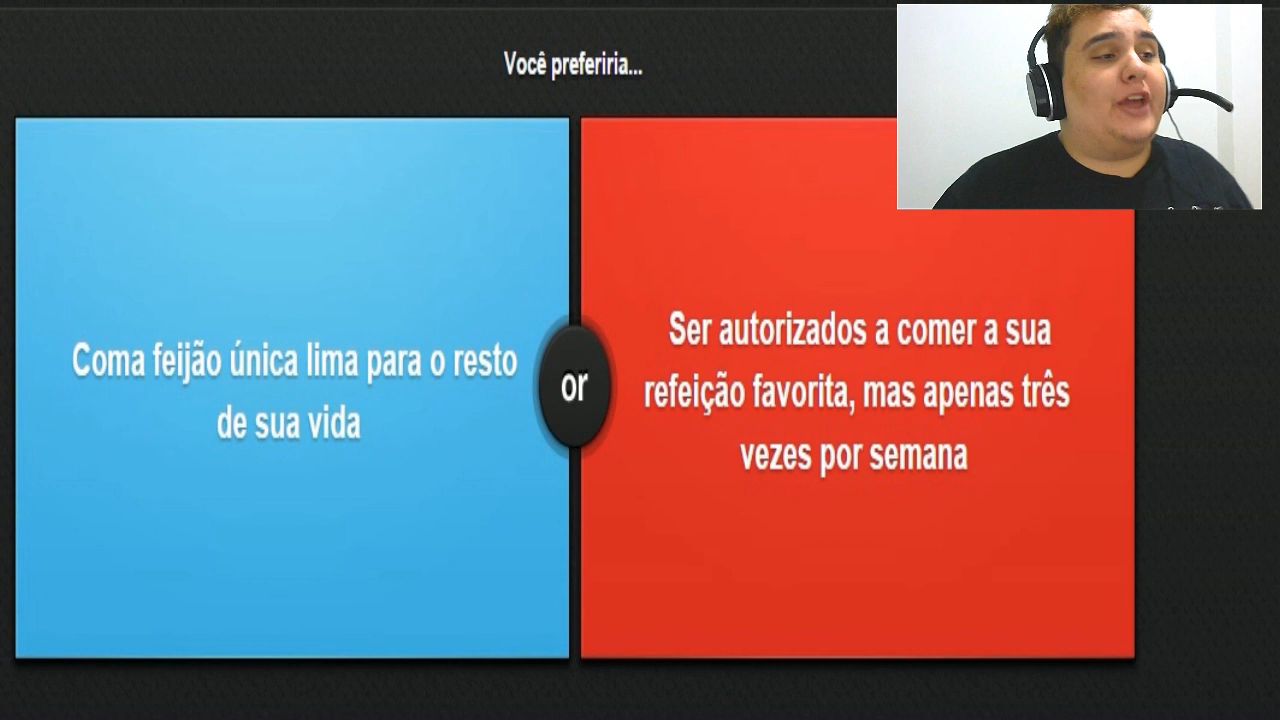 Você preferiria...
Coma feijão única lima para o resto
de sua vida
or
Ser autorizados a comer a sua
refeição favorita, mas apenas três
vezes por semana